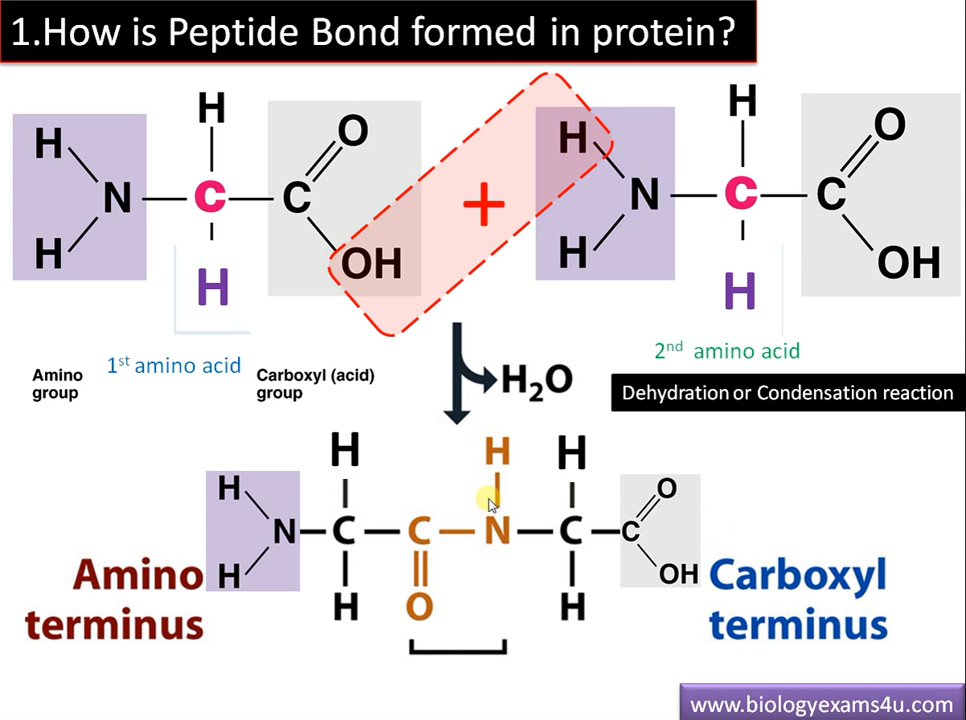 1.How is Peptide Bond formed in protein?
H H O H H O
N C C + N C C
H H OH H H OH
1st amino acid
2nd amino acid
Amino group
Carboxyl (acid) group
H₂O
Dehydration or Condensation reaction
H H H
H O
N C C N C C
H H O H OH
Amino terminus
Carboxyl terminus
www.biologyexams4u.com